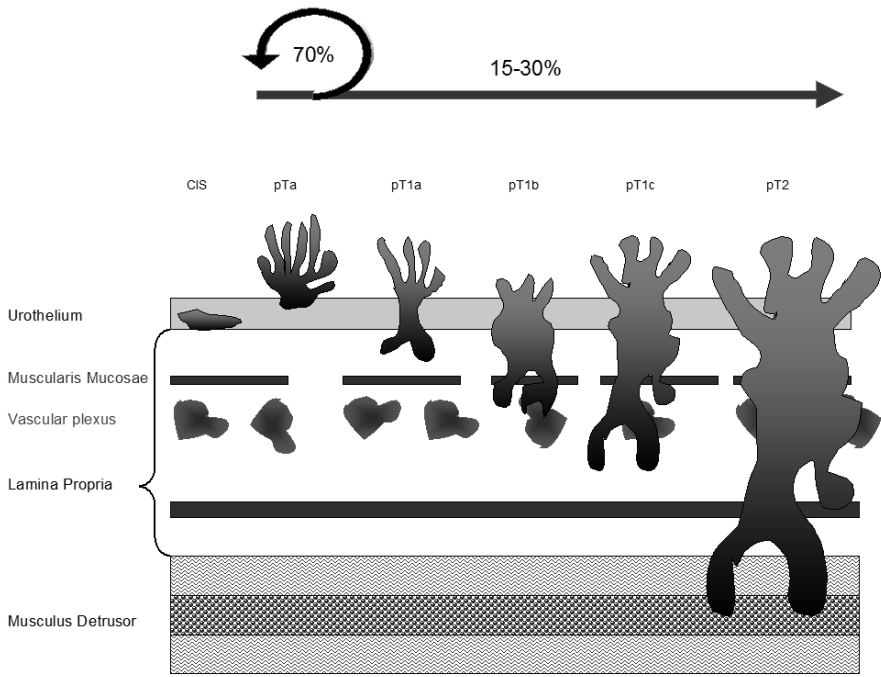 70%
15-30%
CIS
pTa
pT1a
pT1b
pT1c
pT2
Urothelium
Muscularis Mucosae
Vascular plexus
Lamina Propria
Musculus Detrusor